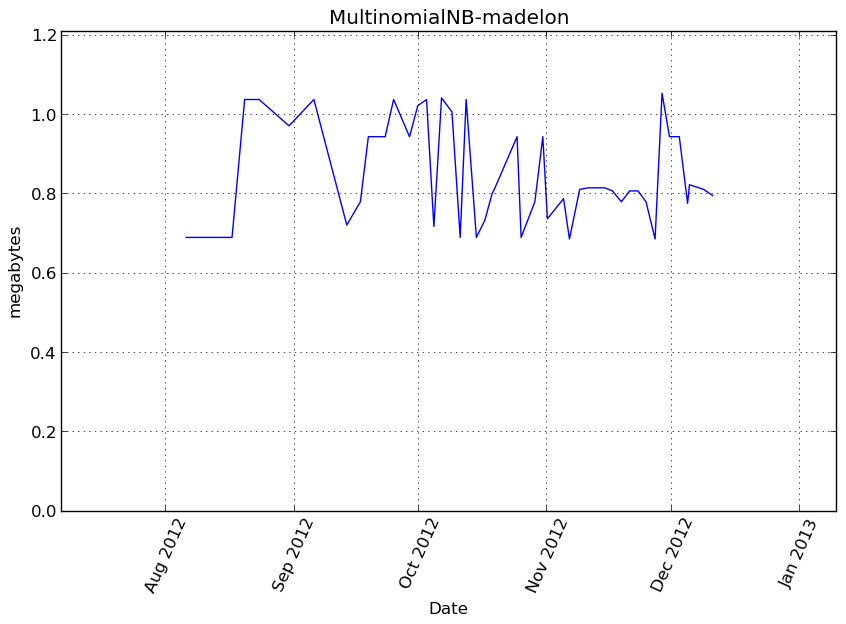 MultinomialNB-madelon
1.2
1.0
0.8
0.6
0.4
0.2
0.0
megabytes
Aug 2012
Sep 2012
Oct 2012
Nov 2012
Dec 2012
Jan 2013
Date